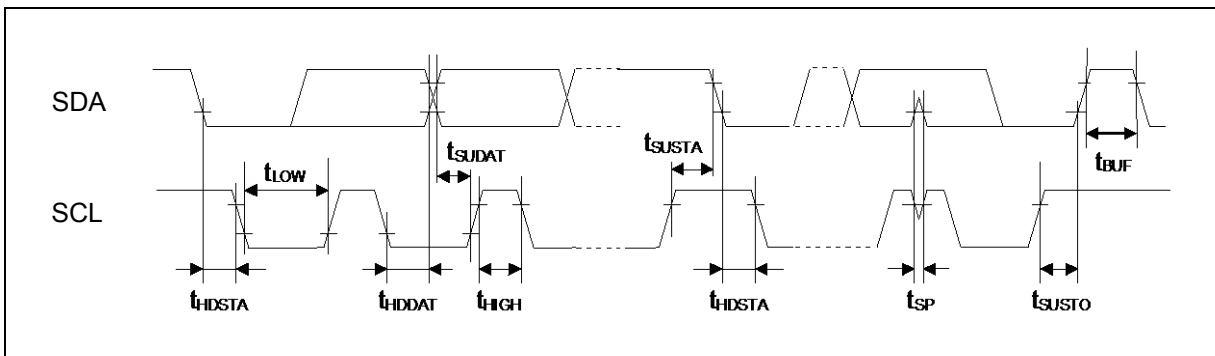 SDA
tSUSTA
tSUDAT
tBUF
tLOW
SCL
tHDSTA
tHDDAT
tHIGH
tHDSTA
tSP
tSUSTO